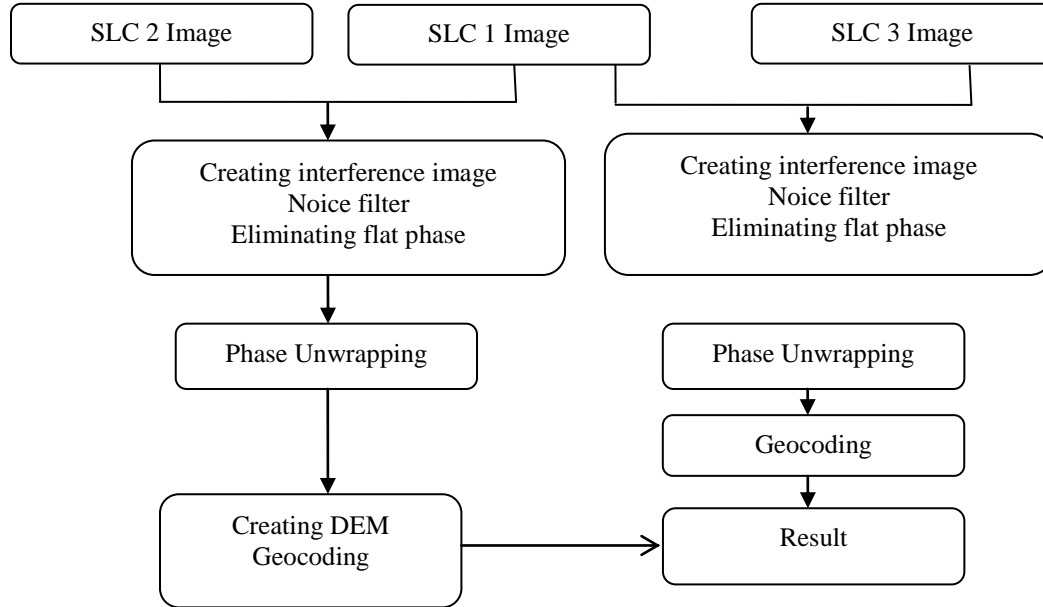 SLC 2 Image
SLC 1 Image
SLC 3 Image
Creating interference image
Noice filter
Eliminating flat phase
Creating interference image
Noice filter
Eliminating flat phase
Phase Unwrapping
Phase Unwrapping
Geocoding
Creating DEM
Geocoding
Result